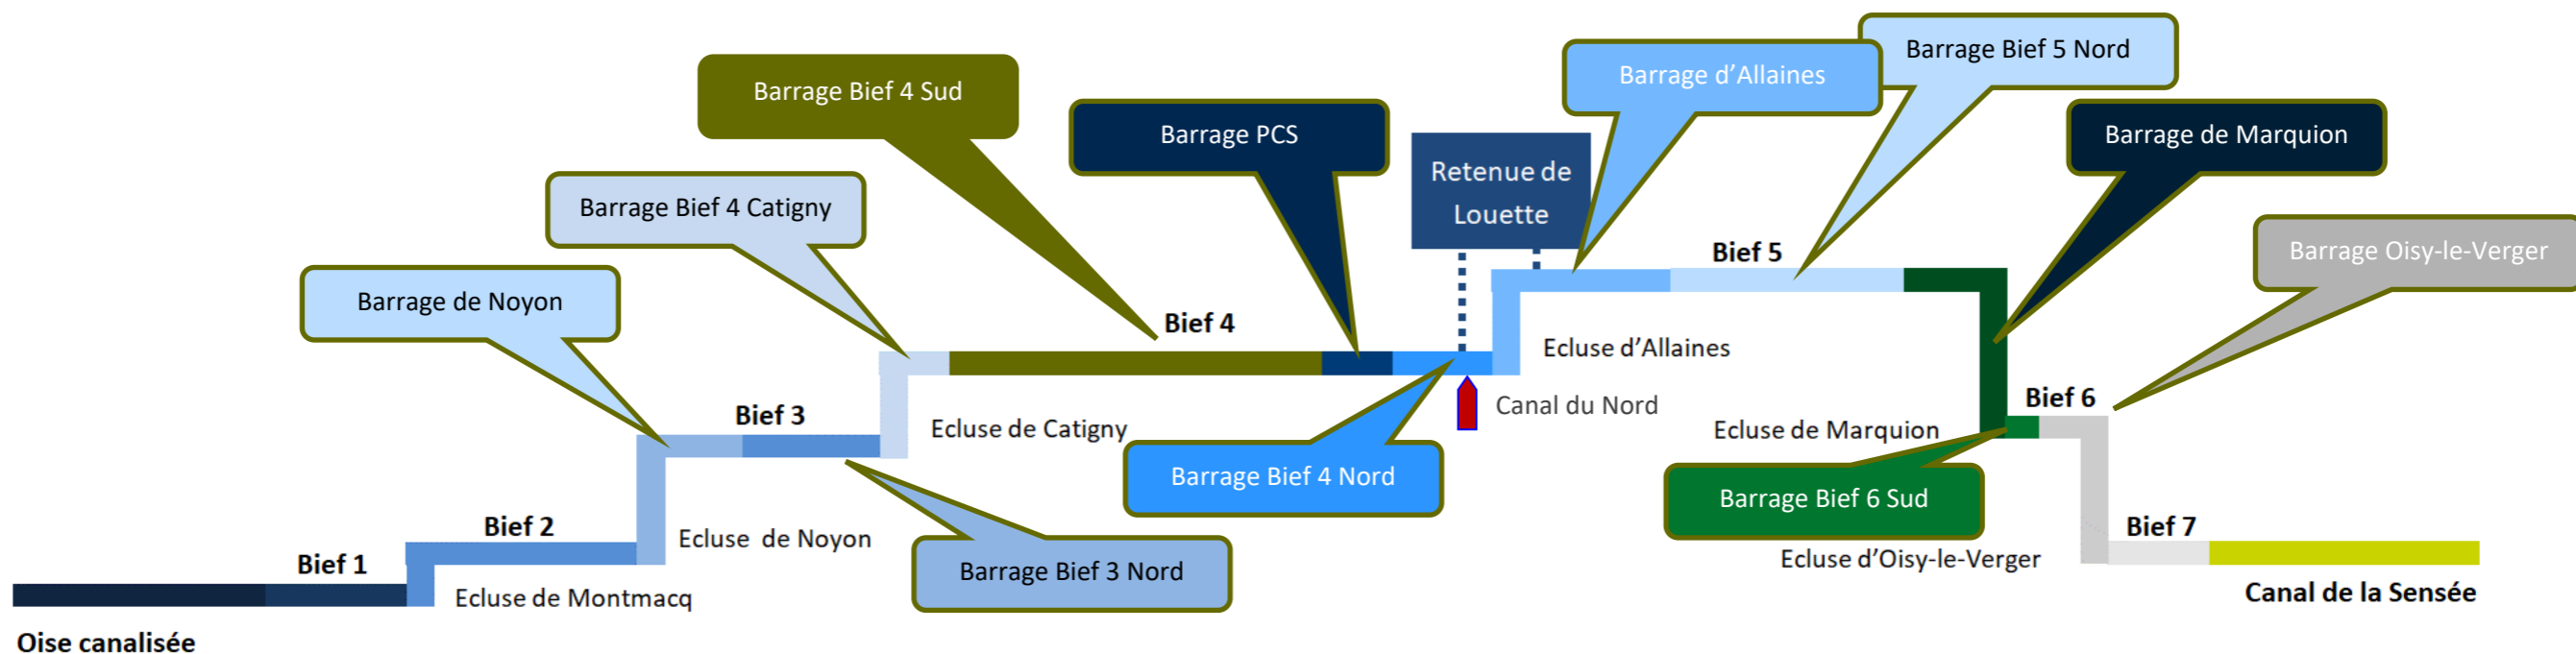 Barrage Bief 5 Nord
Barrage d’Allaines
Barrage Bief 4 Sud
Barrage PCS
Barrage de Marquion
Retenue de
Louette
Barrage Bief 4 Catigny
Bief 5
Barrage Oisy-le-Verger
Barrage de Noyon
Bief 4
Ecluse d’Allaines
Bief 6
Canal du Nord
Bief 3
Ecluse de Catigny
Ecluse de Marquion
Barrage Bief 4 Nord
Barrage Bief 6 Sud
Bief 2
Bief 7
Ecluse de Noyon
Ecluse d’Oisy-le-Verger
Bief 1
Barrage Bief 3 Nord
Ecluse de Montmacq
Canal de la Sensée
Oise canalisée